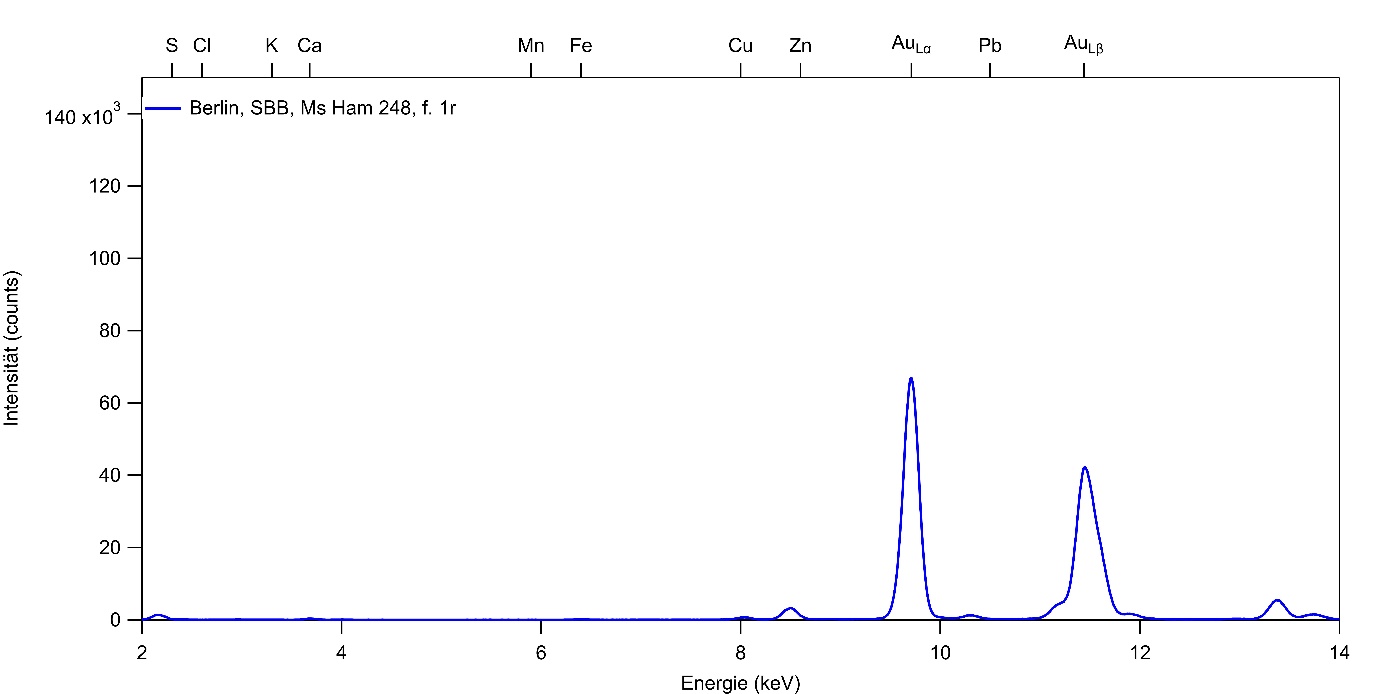 S Cl K Ca Mn Fe Cu Zn AuLα Pb AuLβ
Berlin, SBB, Ms Ham 248, f. 1r
140 x10³
120
100
80
60
40
20
0
Intensität (counts)
2 4 6 8 10 12 14
Energie (keV)